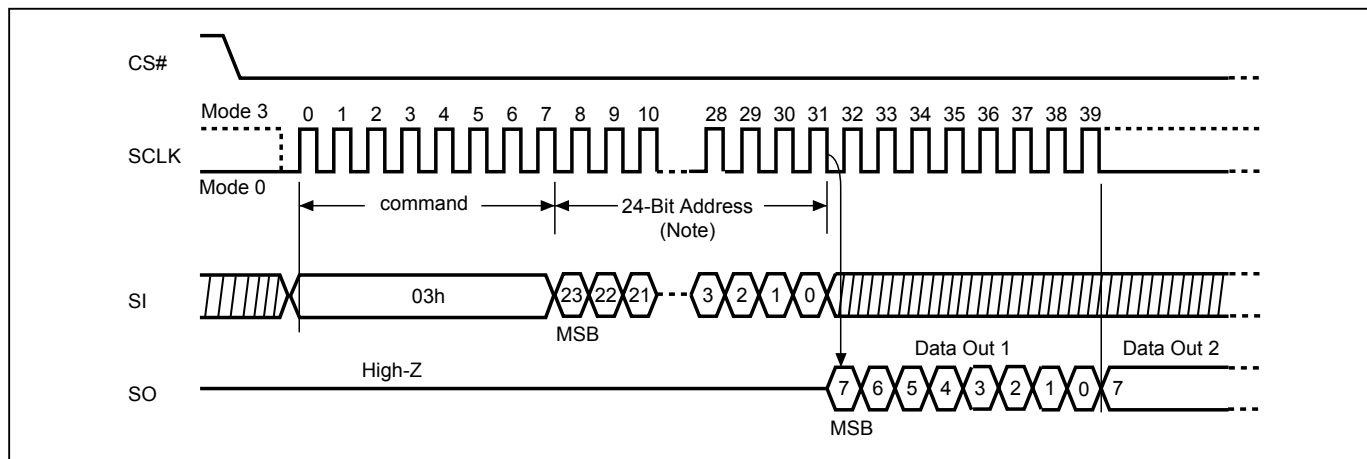 CS#
Mode 3
0 1 2 3 4 5 6 7 8 9 10 28 29 30 31 32 33 34 35 36 37 38 39
SCLK
Mode 0
command
24-Bit Address
(Note)
SI
03h
23 22 21 3 2 1 0
MSB
Data Out 1
Data Out 2
High-Z
SO
7 6 5 4 3 2 1 0 7
MSB